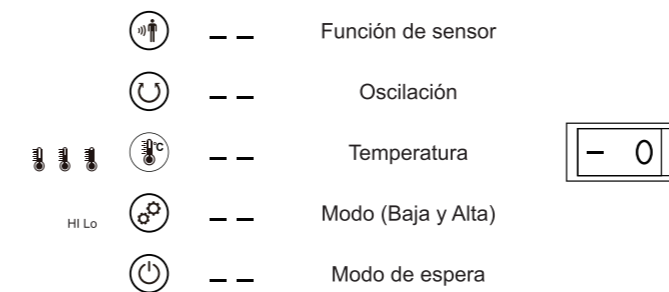 Función de sensor
Oscilación
°C
Temperatura
– 0
HI Lo
Modo (Baja y Alta)
Modo de espera